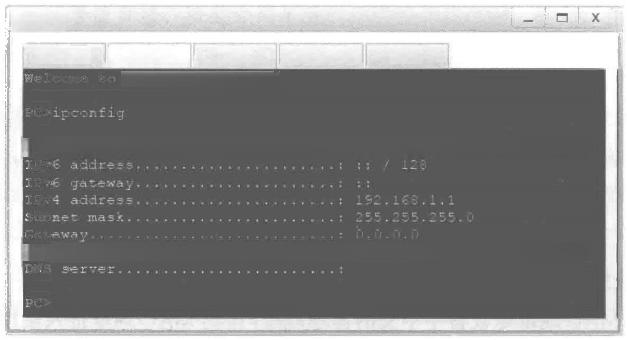 Welcome to
PC>ipconfig
IPv6 address.......................: :: / 128
IPv6 gateway.......................: ::
IPv4 address.......................: 192.168.1.1
Subnet mask........................: 255.255.255.0
Gateway............................: 0.0.0.0
DNS server.........................:
PC>